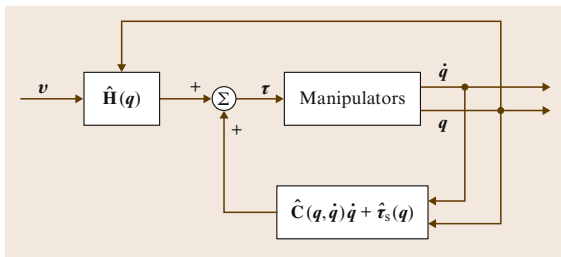 q̇
v
+
τ
Ĥ(q)
Σ
Manipulators
+
q
Ĉ(q, q̇)q̇ + τ̂s(q)